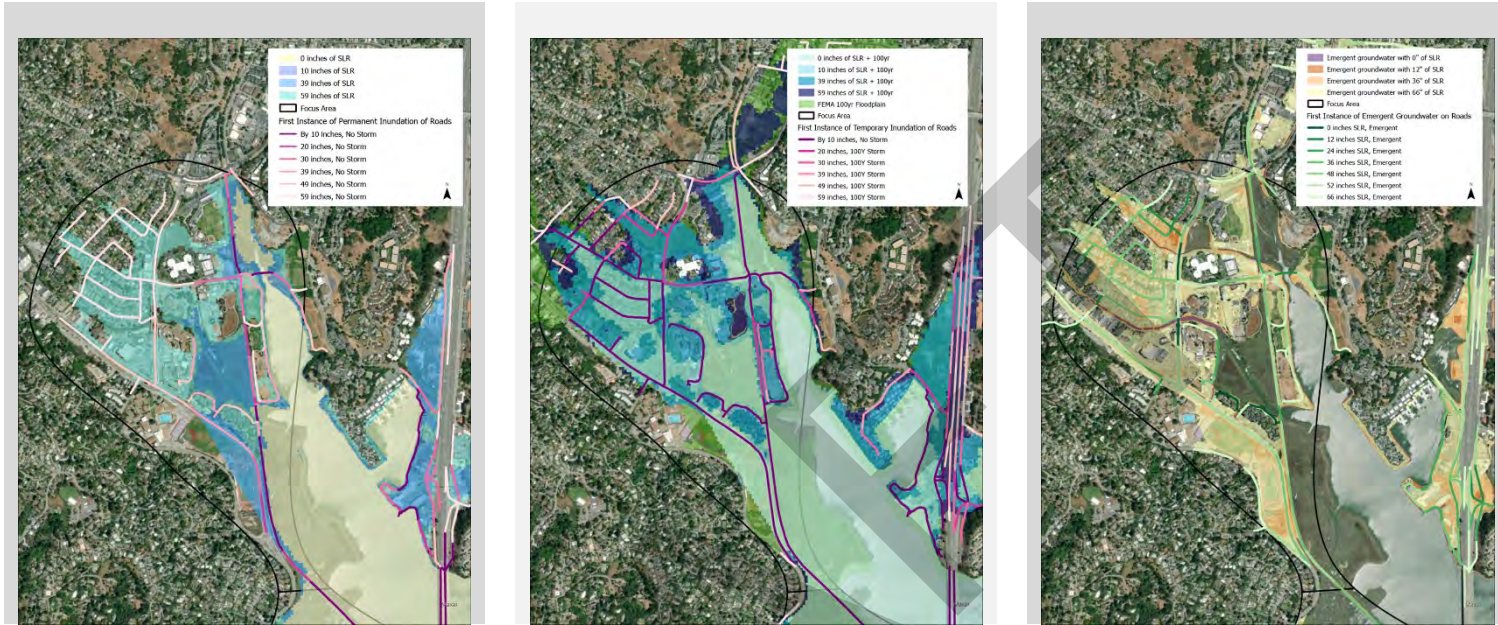 0 inches of SLR
10 inches of SLR
39 inches of SLR
59 inches of SLR
Focus Area
First Instance of Permanent Inundation of Roads
By 10 inches, No Storm
20 inches, No Storm
30 inches, No Storm
39 inches, No Storm
49 inches, No Storm
59 inches, No Storm
N
Maxar
0 inches of SLR + 100yr
10 inches of SLR + 100yr
39 inches of SLR + 100yr
59 inches of SLR + 100yr
FEMA 100yr Floodplain
Focus Area
First Instance of Temporary Inundation of Roads
By 10 inches, No Storm
20 inches, 100Y Storm
30 inches, 100Y Storm
39 inches, 100Y Storm
49 inches, 100Y Storm
59 inches, 100Y Storm
N
Maxar
Emergent groundwater with 0" of SLR
Emergent groundwater with 12" of SLR
Emergent groundwater with 36" of SLR
Emergent groundwater with 66" of SLR
Focus Area
First Instance of Emergent Groundwater on Roads
0 inches SLR, Emergent
12 inches SLR, Emergent
24 inches SLR, Emergent
36 inches SLR, Emergent
48 inches SLR, Emergent
52 inches SLR, Emergent
66 inches SLR, Emergent
N
Maxar